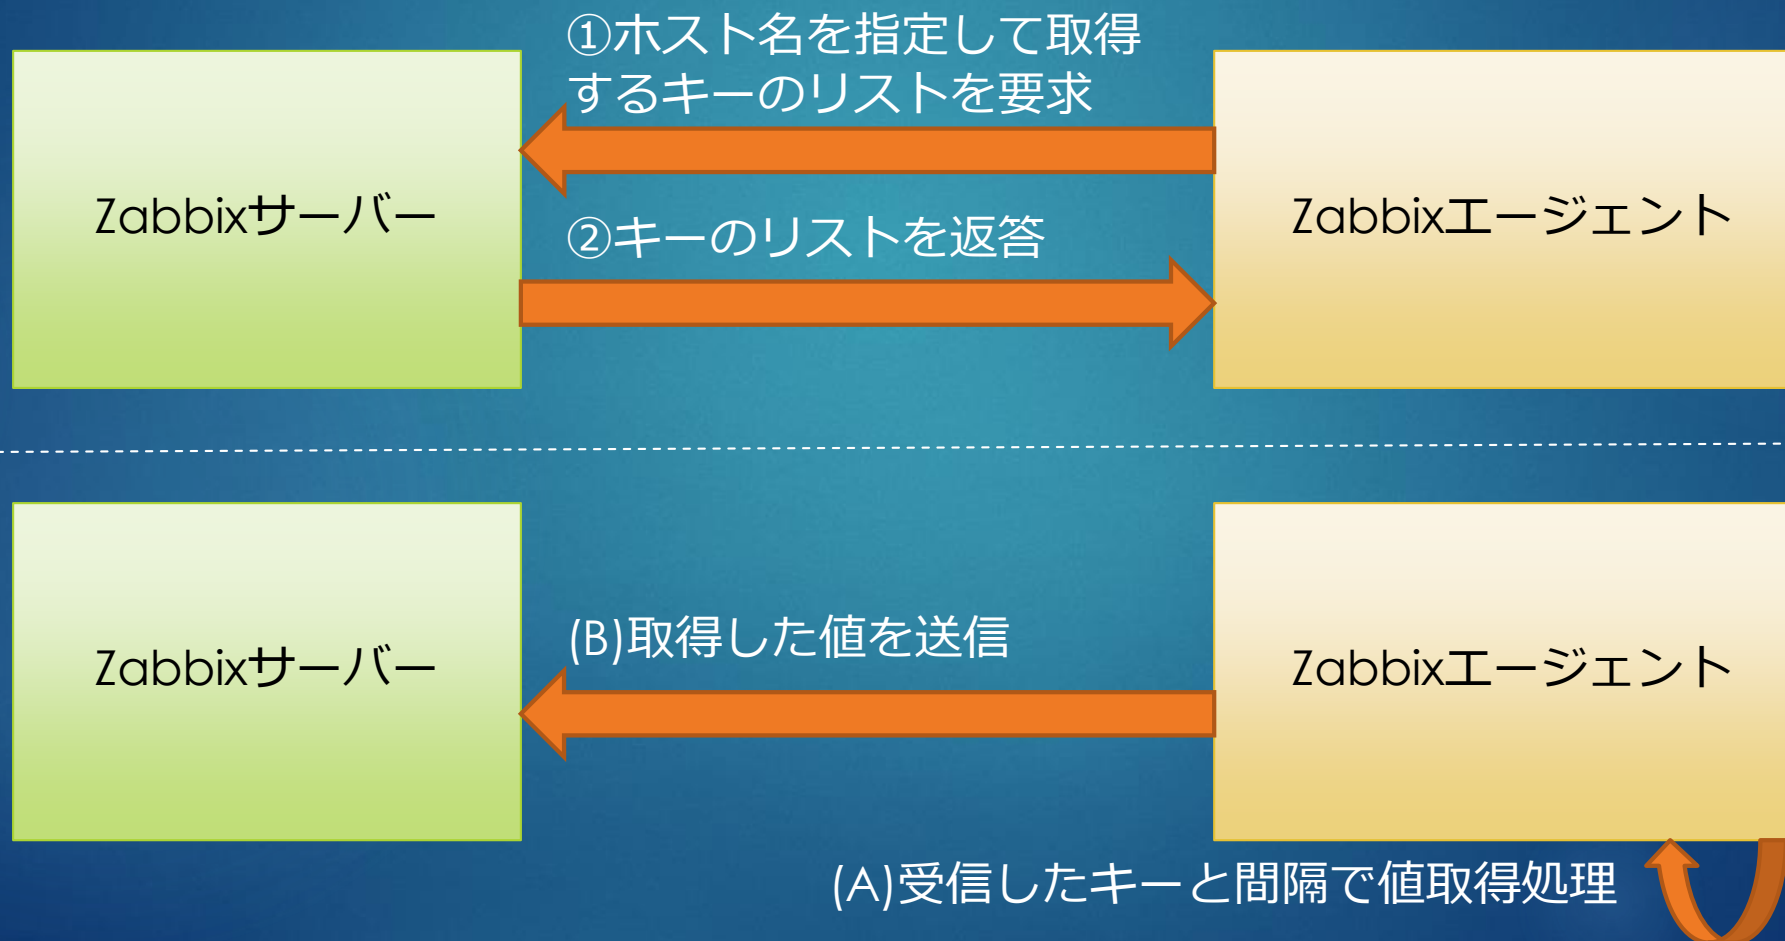 ①ホスト名を指定して取得
するキーのリストを要求
Zabbixサーバー
Zabbixエージェント
②キーのリストを返答
(B)取得した値を送信
Zabbixサーバー
Zabbixエージェント
(A)受信したキーと間隔で値取得処理